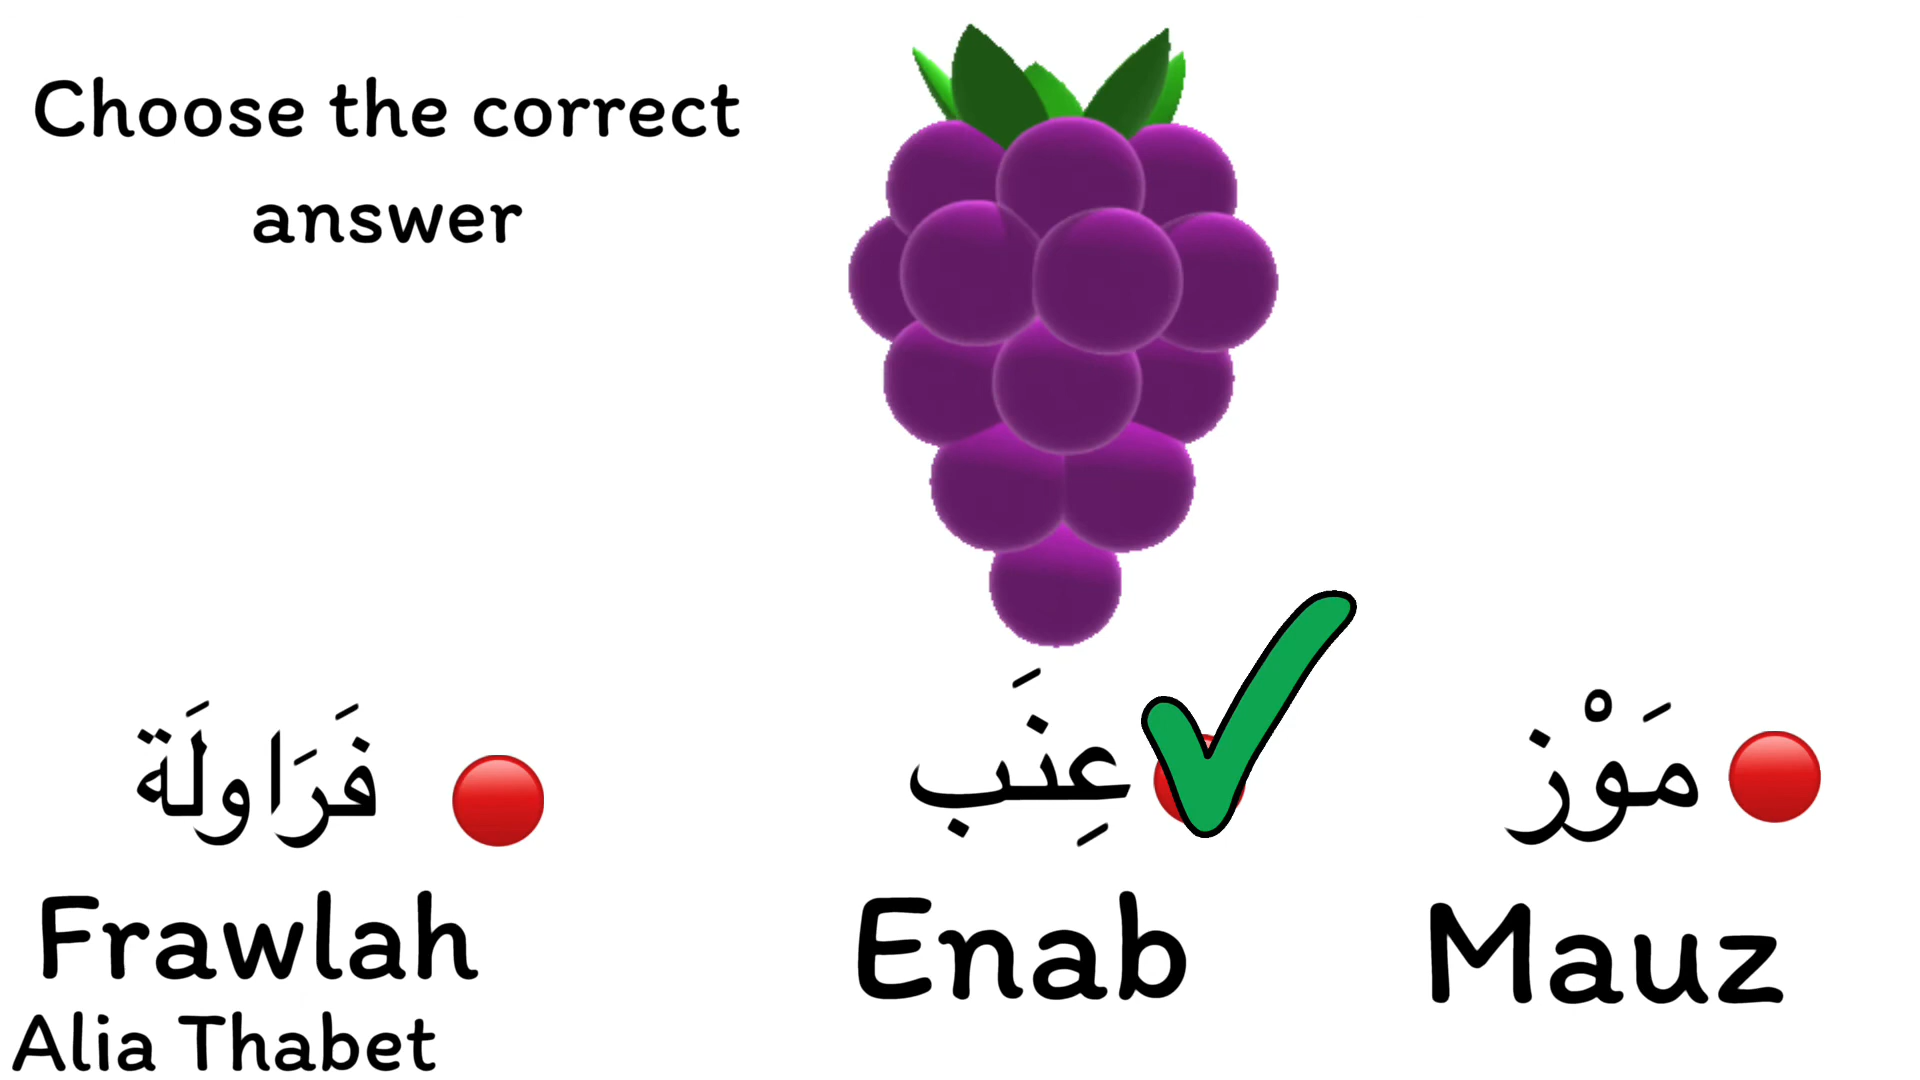 Choose the correct
answer
فَرَاولَة
عِنَب
مَوْز
Frawlah
Enab
Mauz
Alia Thabet